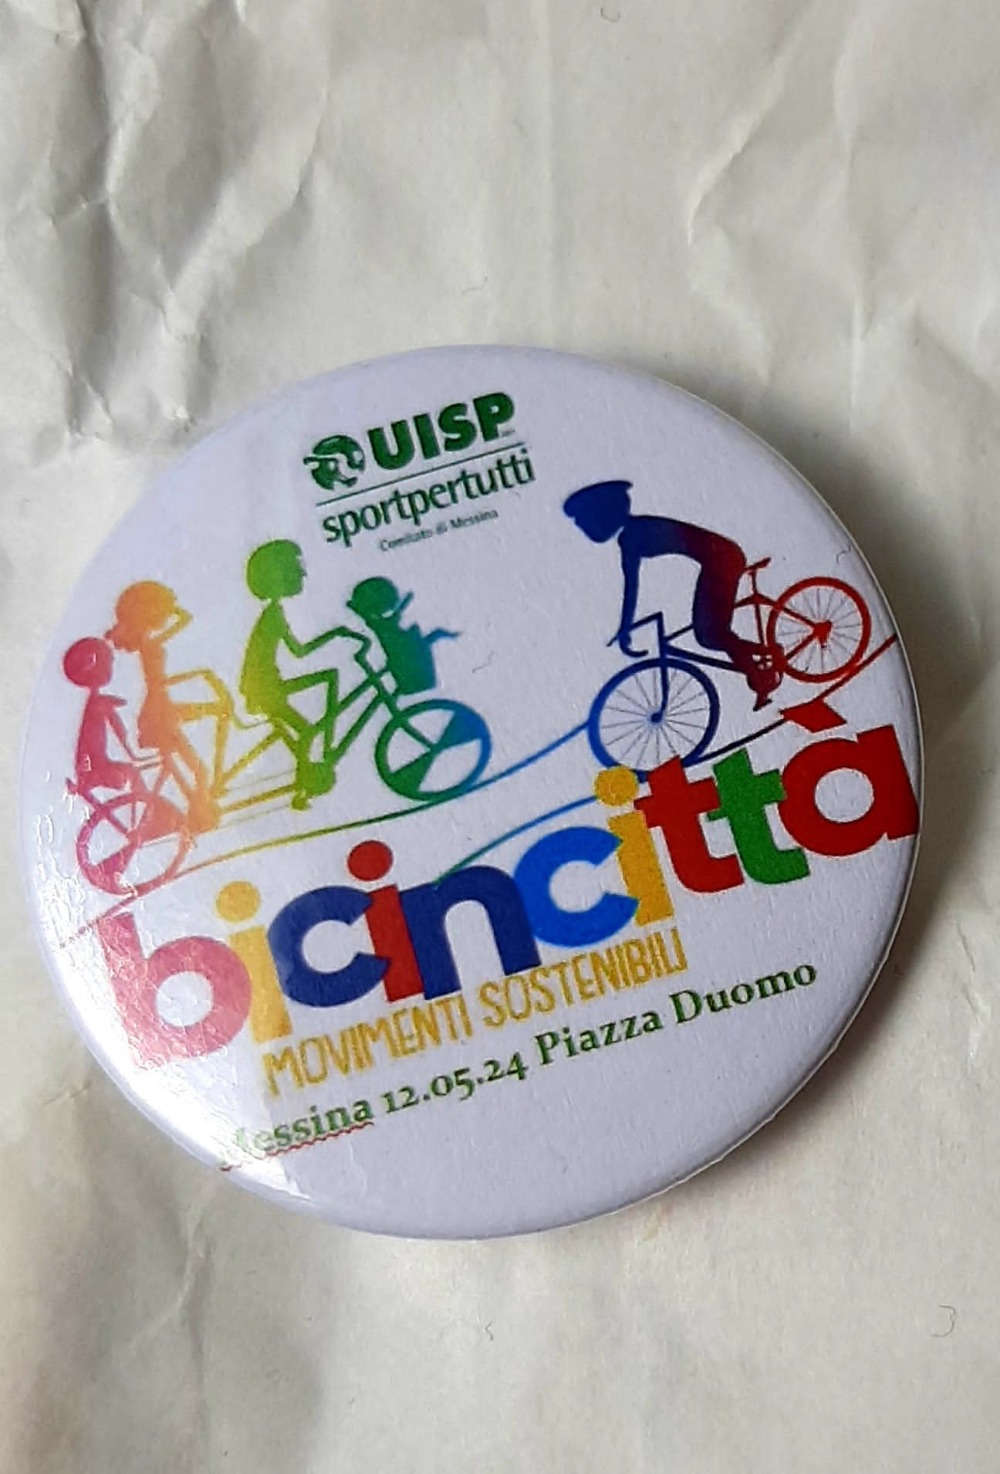 UISP
sportpertutti
Comitato di Messina
bicincittà
MOVIMENTI SOSTENIBILI
Messina 12.05.24 Piazza Duomo